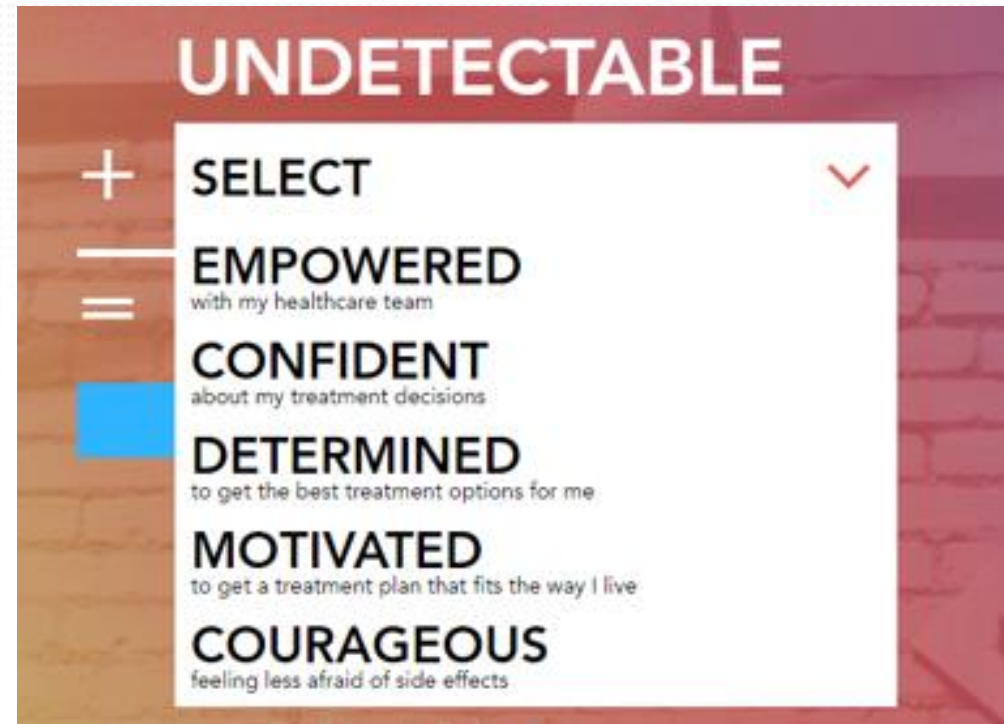 UNDETECTABLE
+ SELECT
=
EMPOWERED
with my healthcare team
CONFIDENT
about my treatment decisions
DETERMINED
to get the best treatment options for me
MOTIVATED
to get a treatment plan that fits the way I live
COURAGEOUS
feeling less afraid of side effects